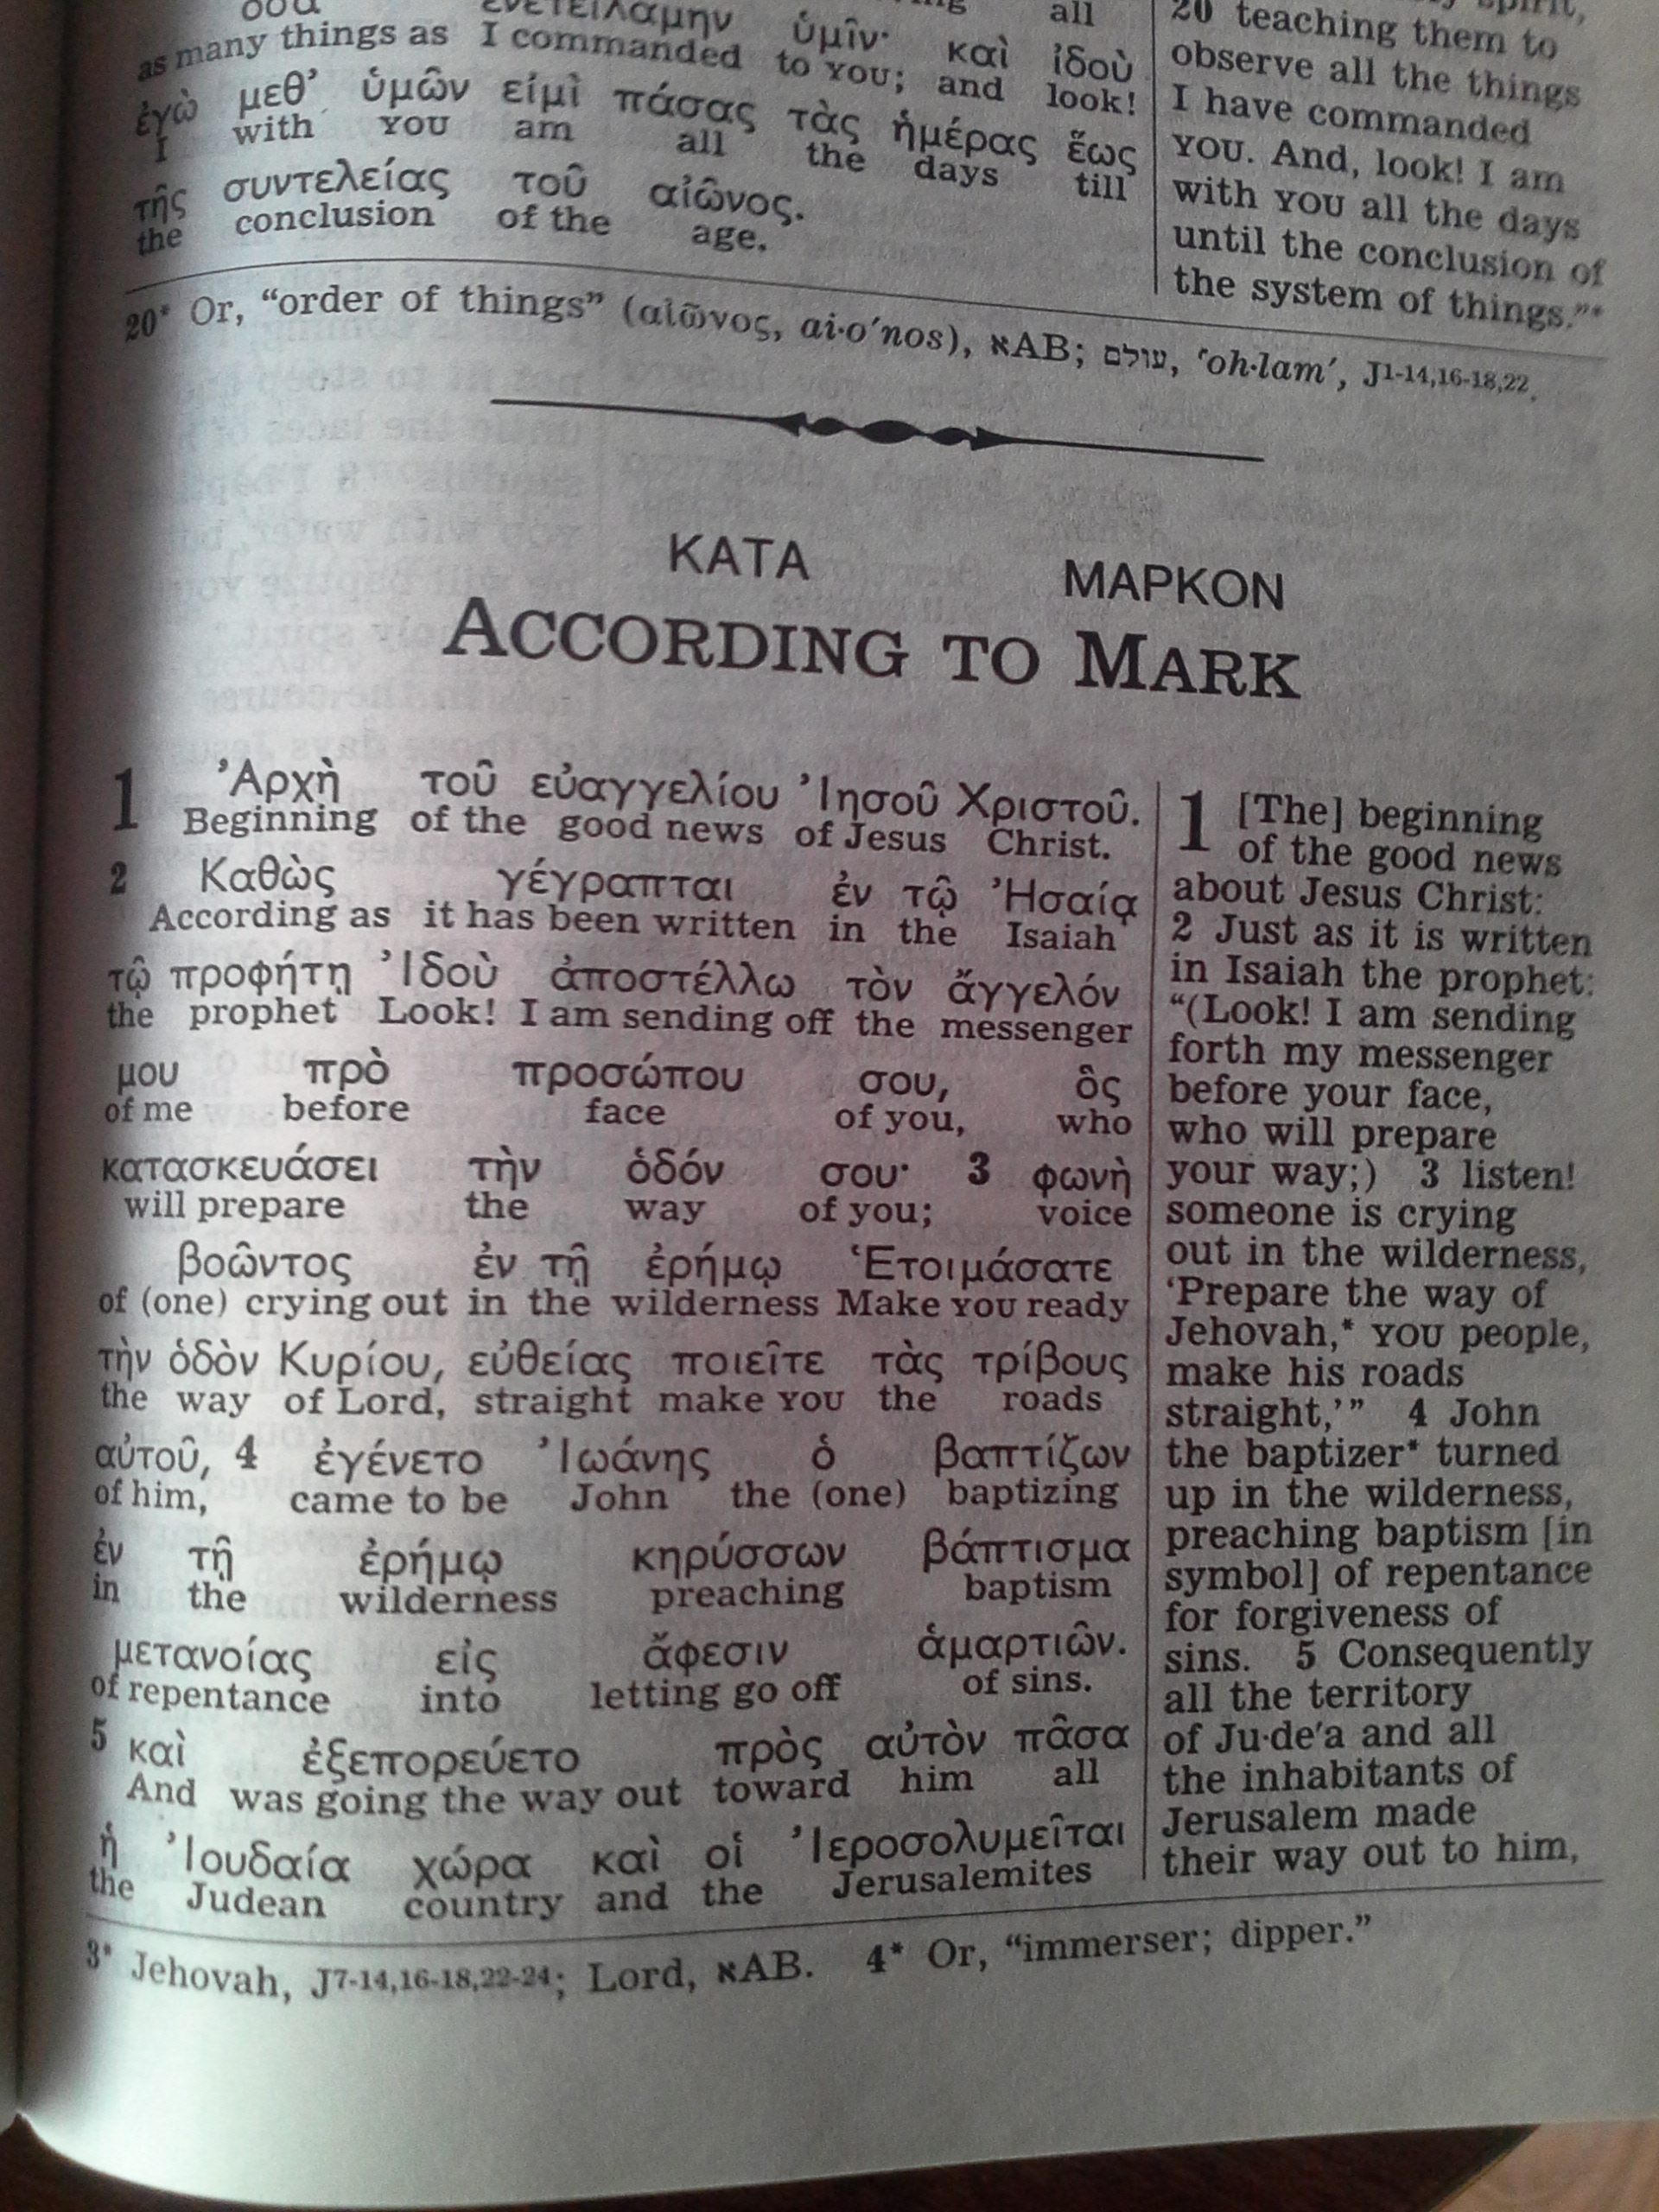 ἐνετειλάμην ὑμῖν· καὶ ἰδοὺ
as many things as I commanded to YOU; and look!
ἐγὼ μεθ’ ὑμῶν εἰμὶ πάσας τὰς ἡμέρας ἕως
I with YOU am all the days till
τῆς συντελείας τοῦ αἰῶνος.
the conclusion of the age.
all
20 teaching them to
observe all the things
I have commanded
YOU. And, look! I am
with YOU all the days
until the conclusion of
the system of things.”*
20* Or, “order of things” (αἰῶνος, ai·o′nos), אAB; עולם, ‛oh·lam′, J1-14,16-18,22.
ΚΑΤΑ ΜΑΡΚΟΝ
ACCORDING TO MARK
1 Ἀρχὴ τοῦ εὐαγγελίου Ἰησοῦ Χριστοῦ.
Beginning of the good news of Jesus Christ.
2 Καθὼς γέγραπται ἐν τῷ Ἠσαίᾳ
According as it has been written in the Isaiah
τῷ προφήτῃ Ἰδοὺ ἀποστέλλω τὸν ἄγγελόν
the prophet Look! I am sending off the messenger
μου πρὸ προσώπου σου, ὃς
of me before face of you, who
κατασκευάσει τὴν ὁδόν σου· 3 φωνὴ
will prepare the way of you; voice
βοῶντος ἐν τῇ ἐρήμῳ Ἑτοιμάσατε
of (one) crying out in the wilderness Make YOU ready
τὴν ὁδὸν Κυρίου, εὐθείας ποιεῖτε τὰς τρίβους
the way of Lord, straight make YOU the roads
αὐτοῦ, 4 ἐγένετο Ἰωάνης ὁ βαπτίζων
of him, came to be John the (one) baptizing
ἐν τῇ ἐρήμῳ κηρύσσων βάπτισμα
in the wilderness preaching baptism
μετανοίας εἰς ἄφεσιν ἁμαρτιῶν.
of repentance into letting go off of sins.
5 καὶ ἐξεπορεύετο πρὸς αὐτὸν πᾶσα
And was going the way out toward him all
ἡ Ἰουδαία χώρα καὶ οἱ Ἰεροσολυμεῖται
the Judean country and the Jerusalemites
1 [The] beginning
of the good news
about Jesus Christ:
2 Just as it is written
in Isaiah the prophet:
“(Look! I am sending
forth my messenger
before your face,
who will prepare
your way;) 3 listen!
someone is crying
out in the wilderness,
‘Prepare the way of
Jehovah,* YOU people,
make his roads
straight,’” 4 John
the baptizer* turned
up in the wilderness,
preaching baptism [in
symbol] of repentance
for forgiveness of
sins. 5 Consequently
all the territory
of Ju·de′a and all
the inhabitants of
Jerusalem made
their way out to him,
3* Jehovah, J7-14,16-18,22-24; Lord, אAB. 4* Or, “immerser; dipper.”